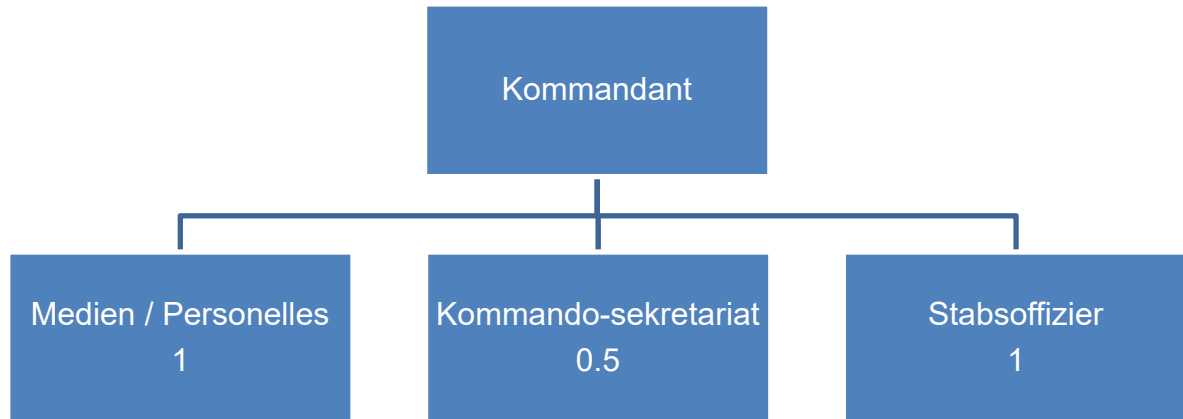 Kommandant
Medien / Personelles
1
Kommando-sekretariat
0.5
Stabsoffizier
1